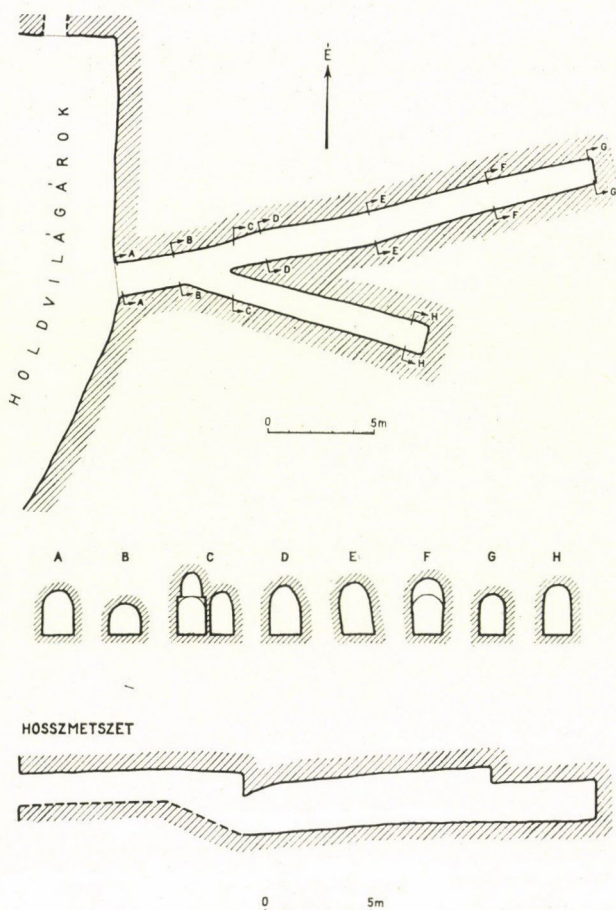 É
HOLDVILÁGÁROK
G
F
E
C D
B
A
G
F
E
D
B
A
C
H
H
0 5m
A B C D E F G H
HOSSZMETSZET
0 5m